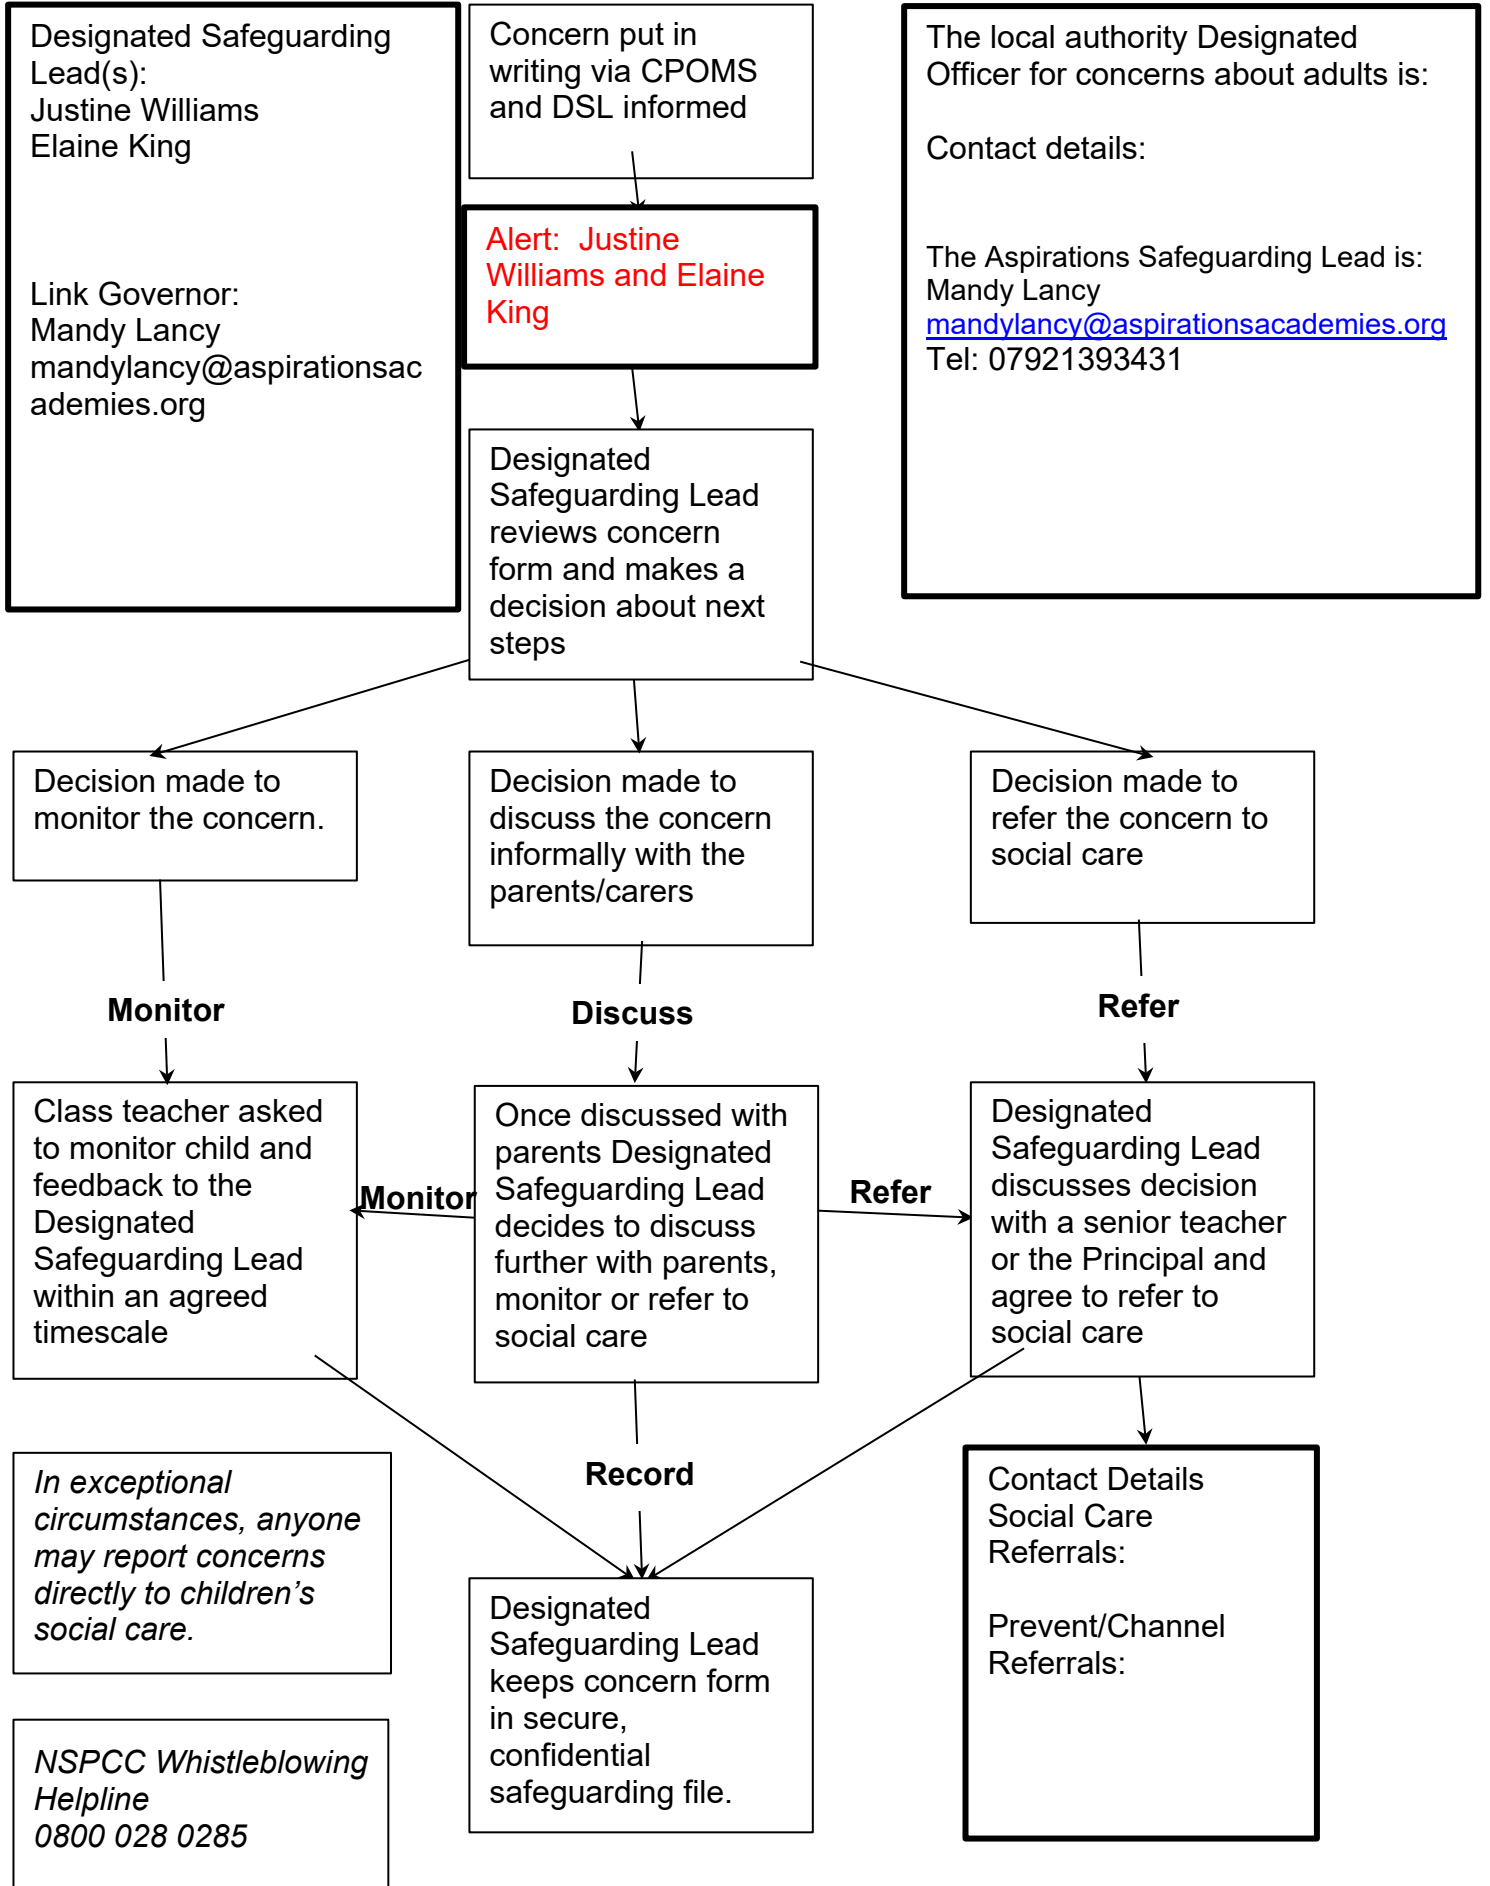 Designated Safeguarding
Lead(s):
Justine Williams
Elaine King
Link Governor:
Mandy Lancy
mandylancy@aspirationsac
ademies.org
Concern put in
writing via CPOMS
and DSL informed
Alert:  Justine
Williams and Elaine
King
The local authority Designated
Officer for concerns about adults is:
Contact details:
The Aspirations Safeguarding Lead is:
Mandy Lancy
mandylancy@aspirationsacademies.org
Tel: 07921393431
Designated
Safeguarding Lead
reviews concern
form and makes a
decision about next
steps
Decision made to
monitor the concern.
Decision made to
discuss the concern
informally with the
parents/carers
Decision made to
refer the concern to
social care
Monitor
Discuss
Refer
Class teacher asked
to monitor child and
feedback to the
Designated
Safeguarding Lead
within an agreed
timescale
Monitor
Once discussed with
parents Designated
Safeguarding Lead
decides to discuss
further with parents,
monitor or refer to
social care
Refer
Designated
Safeguarding Lead
discusses decision
with a senior teacher
or the Principal and
agree to refer to
social care
In exceptional
circumstances, anyone
may report concerns
directly to children’s
social care.
Record
Contact Details
Social Care
Referrals:
Prevent/Channel
Referrals:
Designated
Safeguarding Lead
keeps concern form
in secure,
confidential
safeguarding file.
NSPCC Whistleblowing
Helpline
0800 028 0285